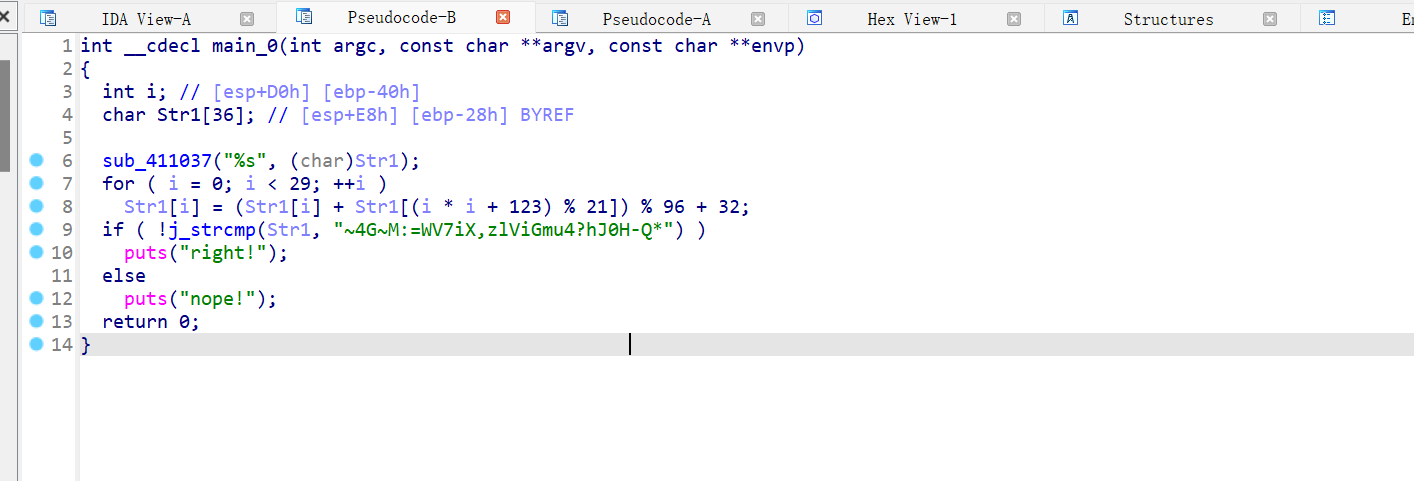 IDA View-A Pseudocode-B Pseudocode-A Hex View-1 Structures
1 int __cdecl main_0(int argc, const char **argv, const char **envp)
2 {
3 int i; // [esp+D0h] [ebp-40h]
4 char Str1[36]; // [esp+E8h] [ebp-28h] BYREF
5
6 sub_411037("%s", (char)Str1);
7 for ( i = 0; i < 29; ++i )
8 Str1[i] = (Str1[i] + Str1[(i * i + 123) % 21]) % 96 + 32;
9 if ( !j_strcmp(Str1, "~4G~M:=WV7iX,zlViGmu4?hJ0H-Q*") )
10 puts("right!");
11 else
12 puts("nope!");
13 return 0;
14 }